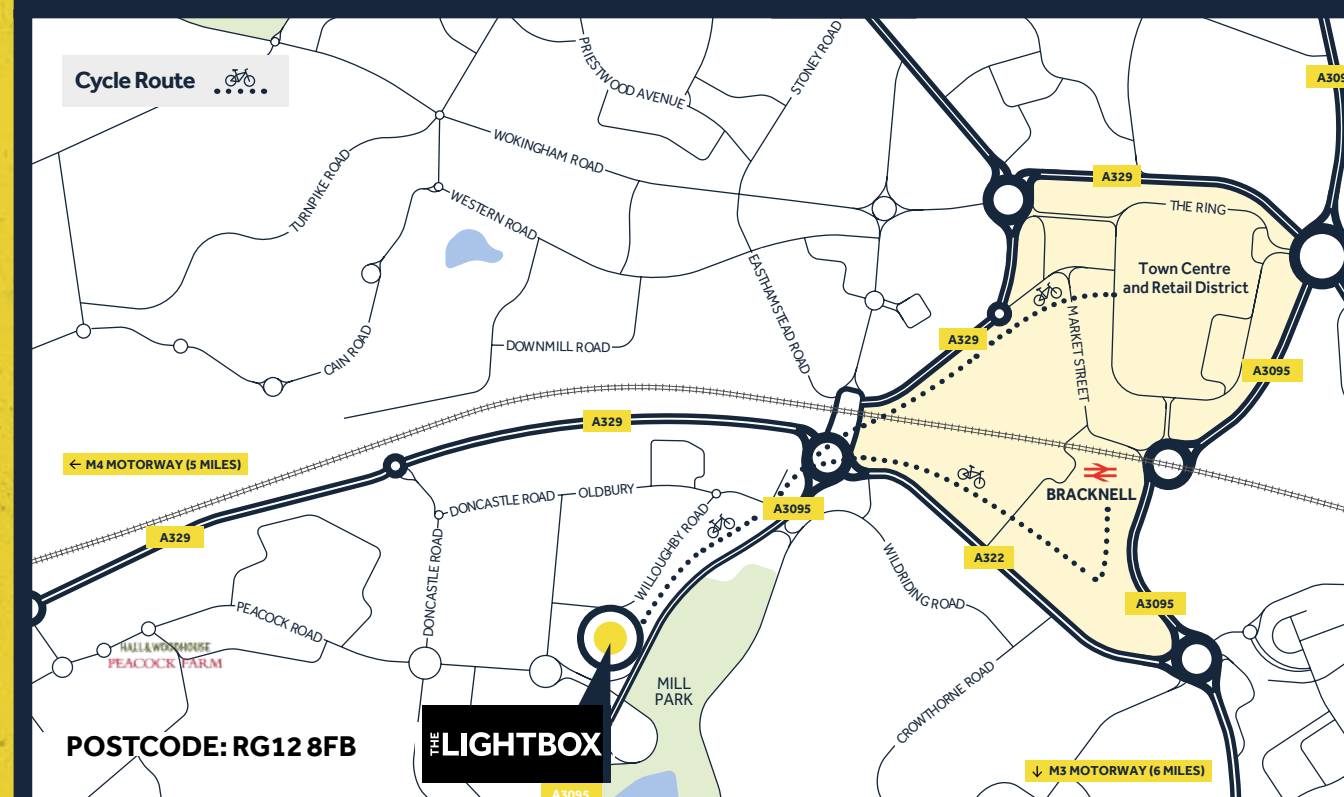 Cycle Route
PRIESTWOOD AVENUE
STONEY ROAD
WOKINGHAM ROAD
TURNPIKE ROAD
WESTERN ROAD
A329
THE RING
Town Centre
and Retail District
EASTHAMSTEAD ROAD
MARKET STREET
A329
CAIN ROAD
DOWNMILL ROAD
A3095
A329
← M4 MOTORWAY (5 MILES)
BRACKNELL
DONCASTLE ROAD
OLDBURY
A3095
WILLOUGHBY ROAD
A329
A322
DONCASTLE ROAD
WILDRIDING ROAD
A3095
PEACOCK ROAD
HALL & WOODHOUSE
PEACOCK FARM
MILL
PARK
CROWTHORNE ROAD
POSTCODE: RG12 8FB
THE LIGHTBOX
↓ M3 MOTORWAY (6 MILES)
A3095